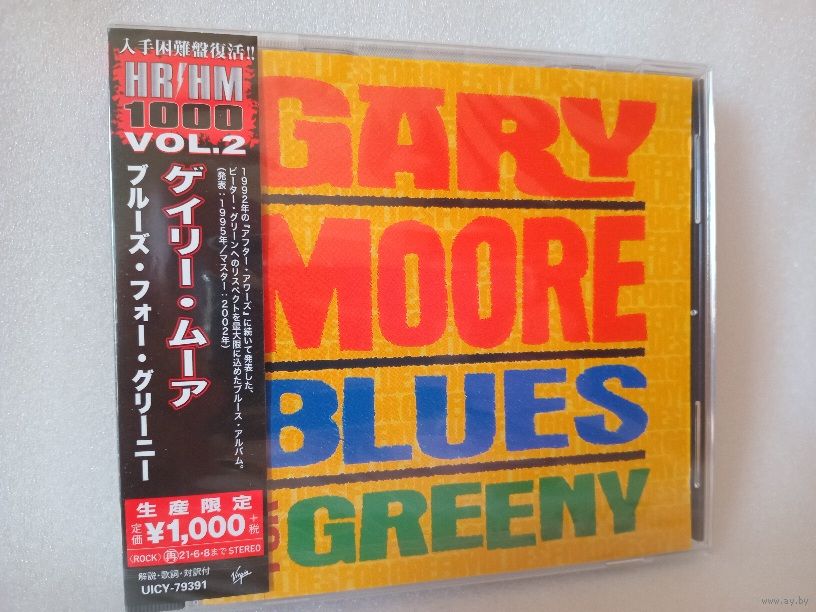 入手困難盤復活!!
HR/HM
1000
VOL.2
ゲイリー・ムーア
ブルーズ・フォー・グリーニー
1992年の『アフター・アワーズ』に続いて発表した、
ピーター・グリーンへのリスペクトを最大限に込めたブルース・アルバム。
(発表:1995年/マスター:2002年)
生産限定
定価 ¥1,000 +税
〈ROCK〉 再 21・6・8まで STEREO
解説・歌詞・対訳付
UICY-79391
Virgin
GARY
MOORE
BLUES
FOR GREENY
www.ay.by